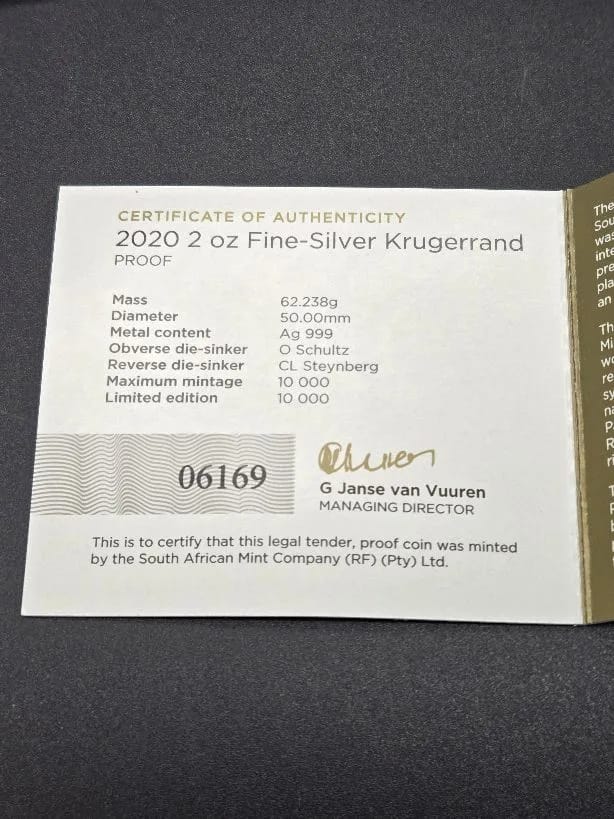 CERTIFICATE OF AUTHENTICITY
2020 2 oz Fine-Silver Krugerrand
PROOF
Mass 62.238g
Diameter 50.00mm
Metal content Ag 999
Obverse die-sinker O Schultz
Reverse die-sinker CL Steynberg
Maximum mintage 10 000
Limited edition 10 000
06169
G Janse van Vuuren
MANAGING DIRECTOR
This is to certify that this legal tender, proof coin was minted
by the South African Mint Company (RF) (Pty) Ltd.
The
an